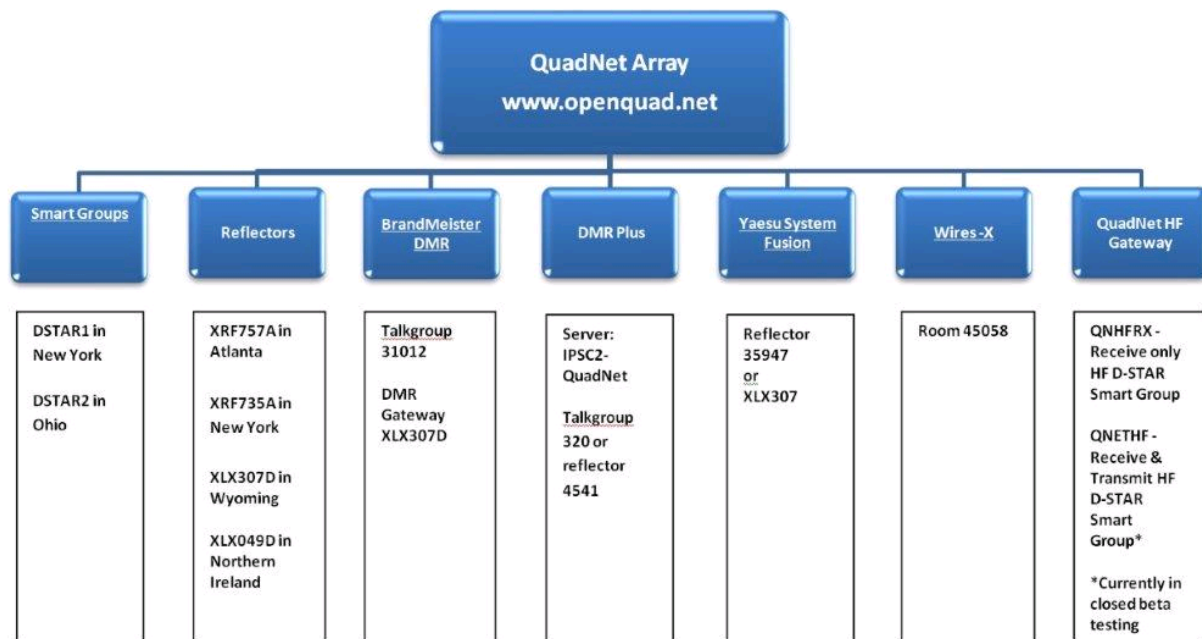 QuadNet Array
www.openquad.net
Smart Groups
DSTAR1 in
New York
DSTAR2 in
Ohio
Reflectors
XRF757A in
Atlanta
XRF735A in
New York
XLX307D in
Wyoming
XLX049D in
Northern
Ireland
BrandMeister
DMR
Talkgroup
31012
DMR
Gateway
XLX307D
DMR Plus
Server:
IPSC2-
QuadNet
Talkgroup
320 or
reflector
4541
Yaesu System
Fusion
Reflector
35947
or
XLX307
Wires -X
Room 45058
QuadNet HF
Gateway
QNHFRX -
Receive only
HF D-STAR
Smart Group
QNETHF -
Receive &
Transmit HF
D-STAR
Smart
Group*
*Currently in
closed beta
testing